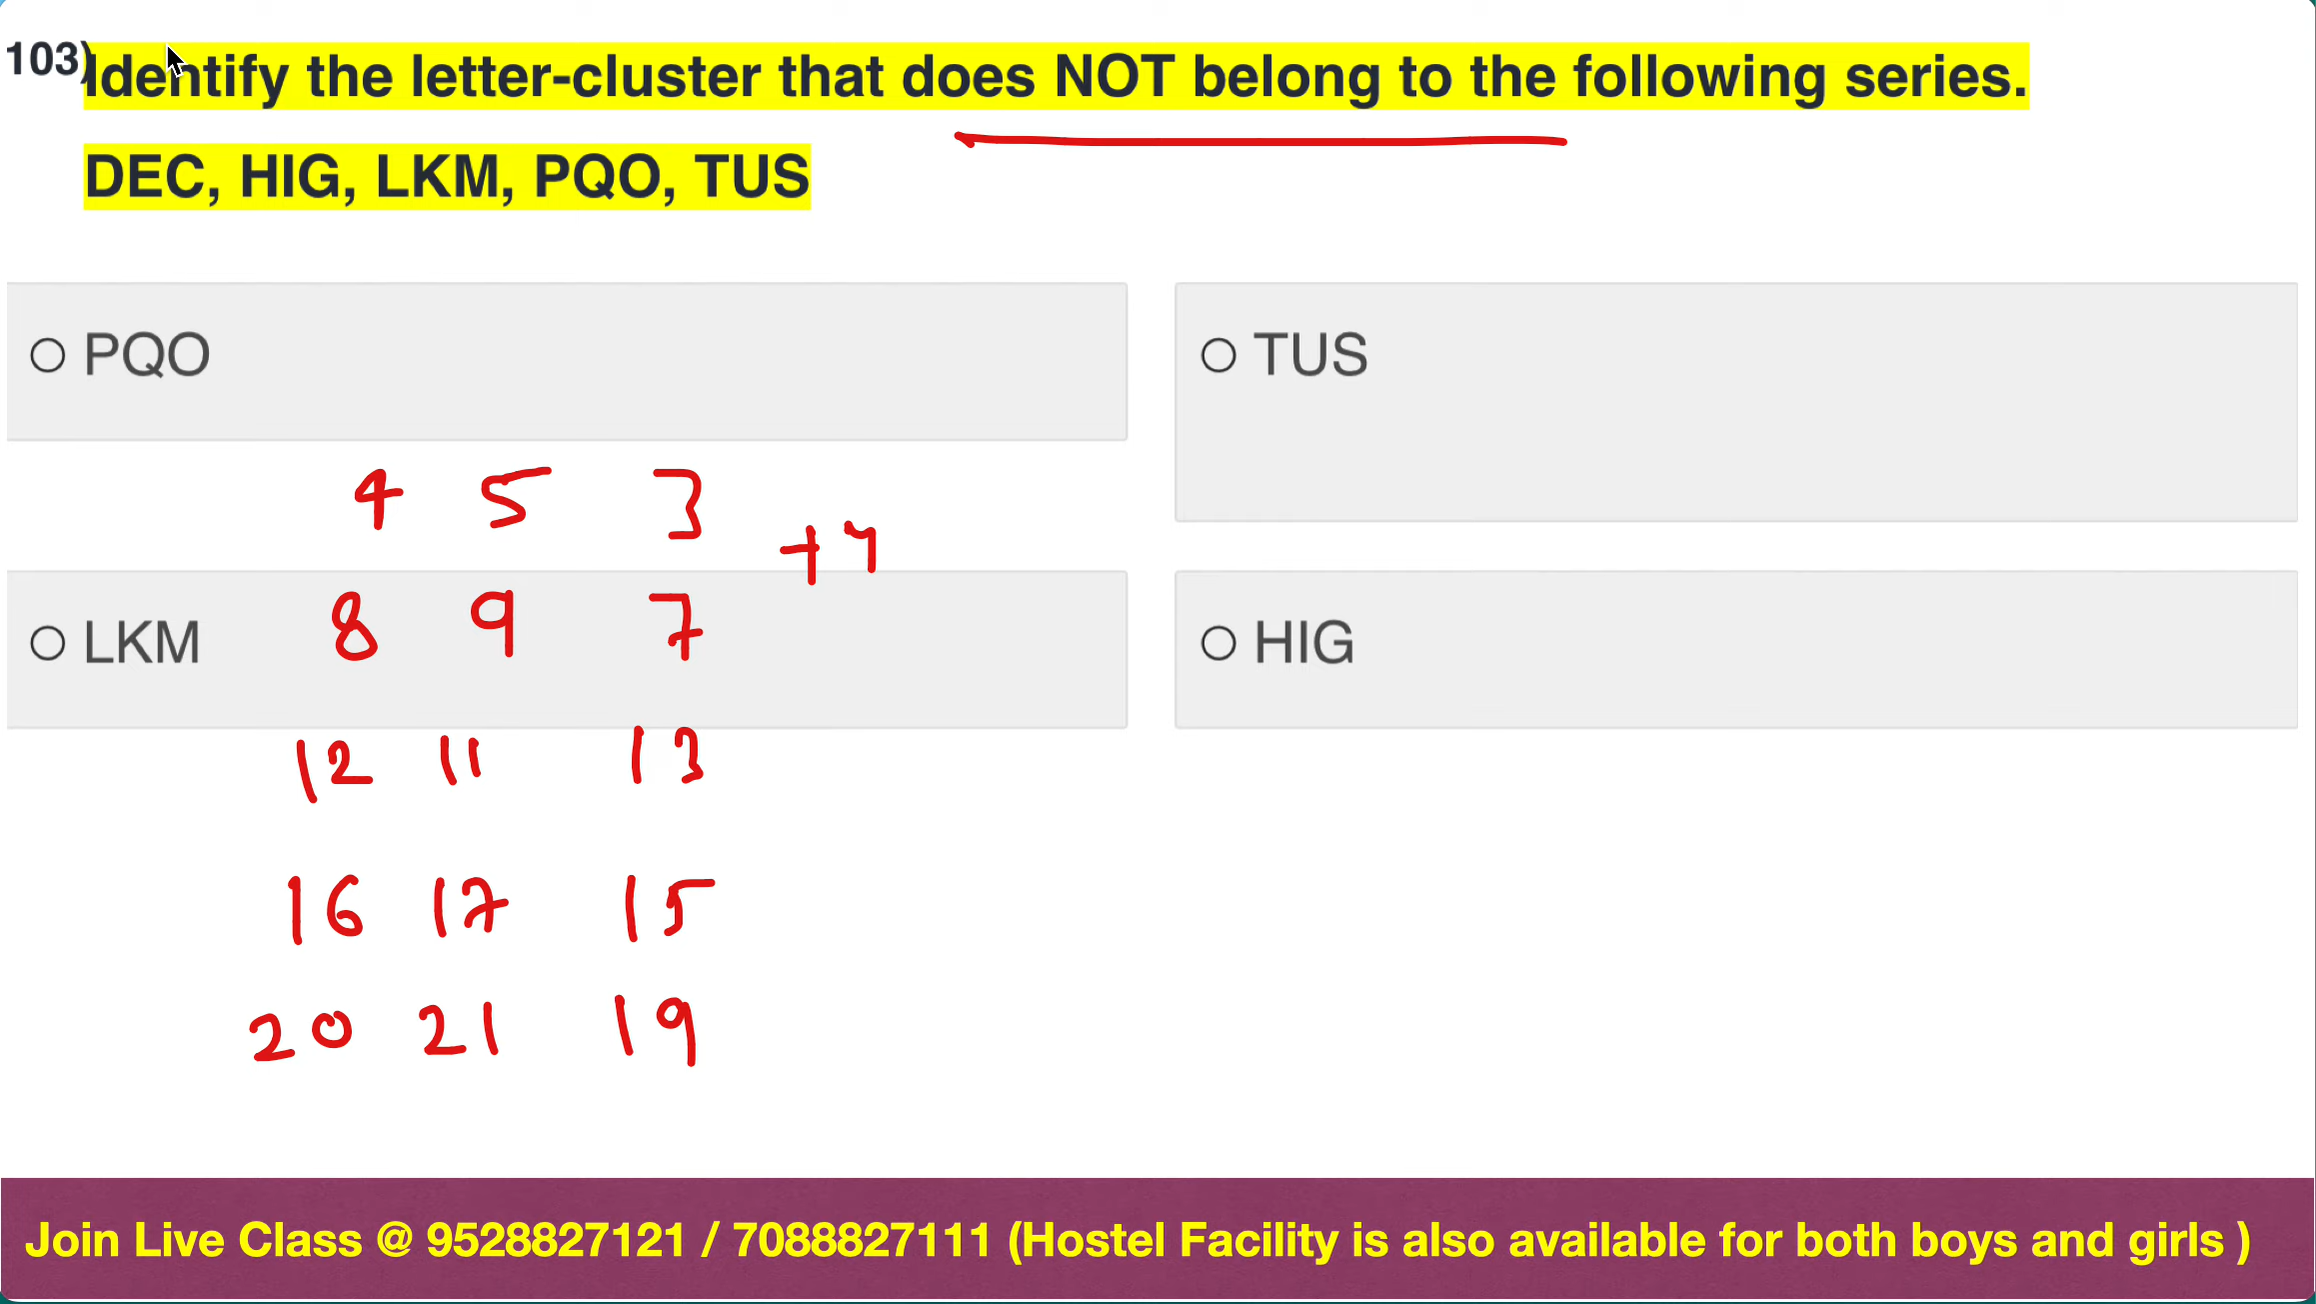 103) Identify the letter-cluster that does NOT belong to the following series.
DEC, HIG, LKM, PQO, TUS
PQO
TUS
4 5 3
+4
LKM
8 9 7
HIG
12 11 13
16 17 15
20 21 19
Join Live Class @ 9528827121 / 7088827111 (Hostel Facility is also available for both boys and girls )